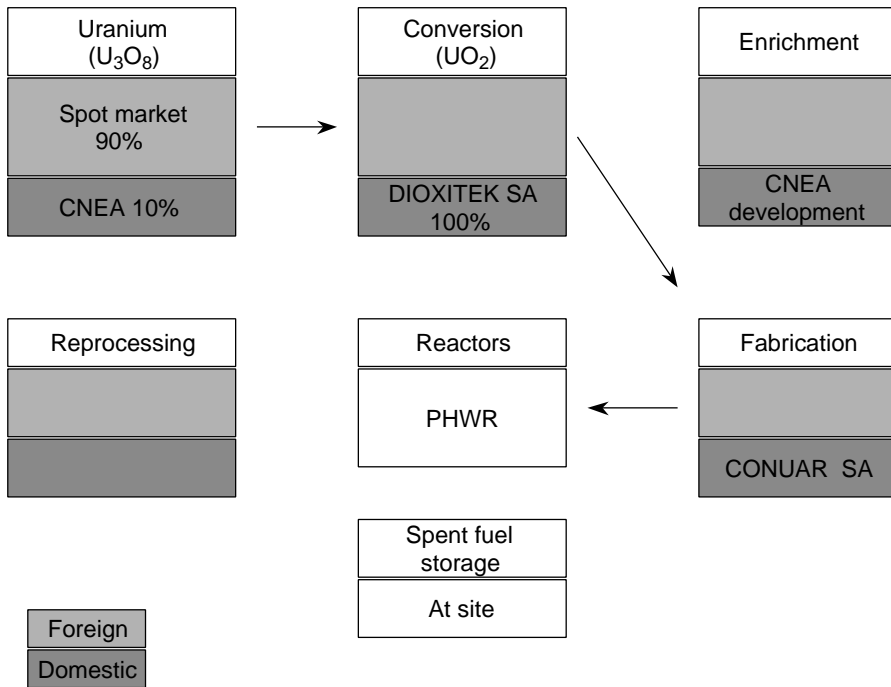 Uranium
(U₃O₈)
Spot market
90%
CNEA 10%
Conversion
(UO₂)
DIOXITEK SA
100%
Enrichment
CNEA
development
Reprocessing
Reactors
PHWR
Fabrication
CONUAR SA
Spent fuel
storage
At site
Foreign
Domestic